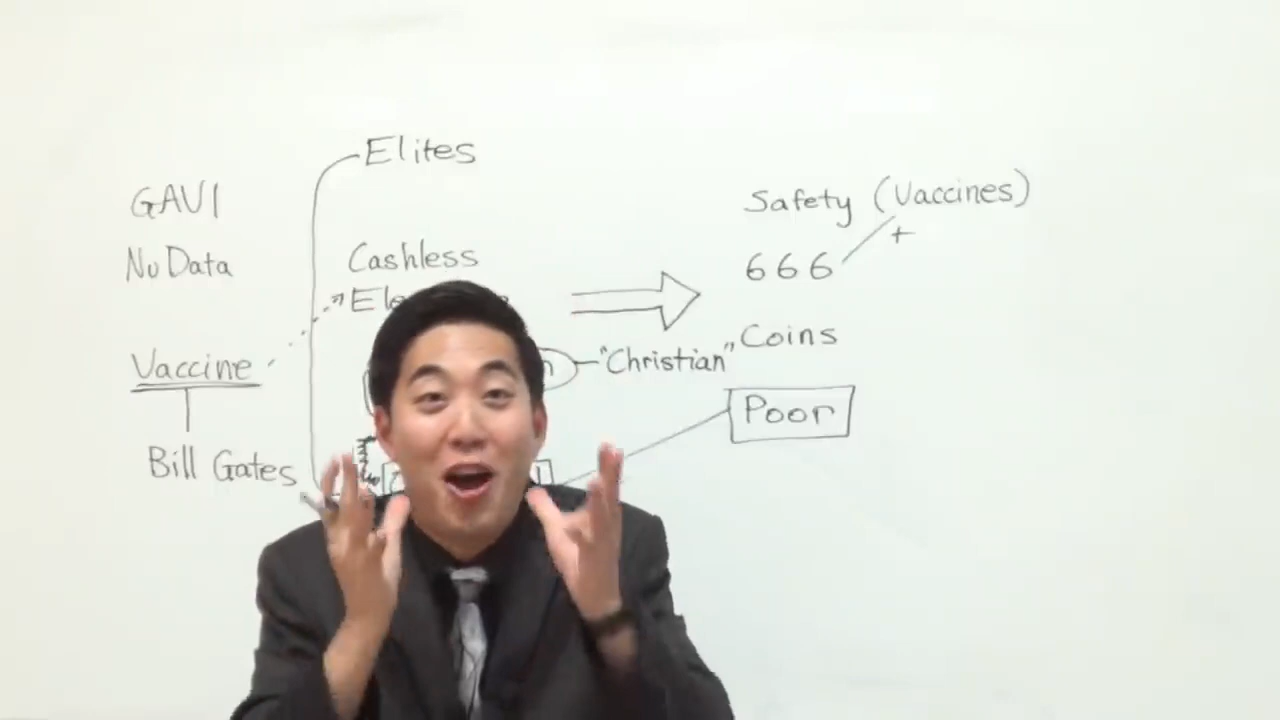 Elites
GAVI
NuData
Cashless
Vaccine
Bill Gates
"Christian"
Safety (Vaccines)
+
666
Coins
Poor